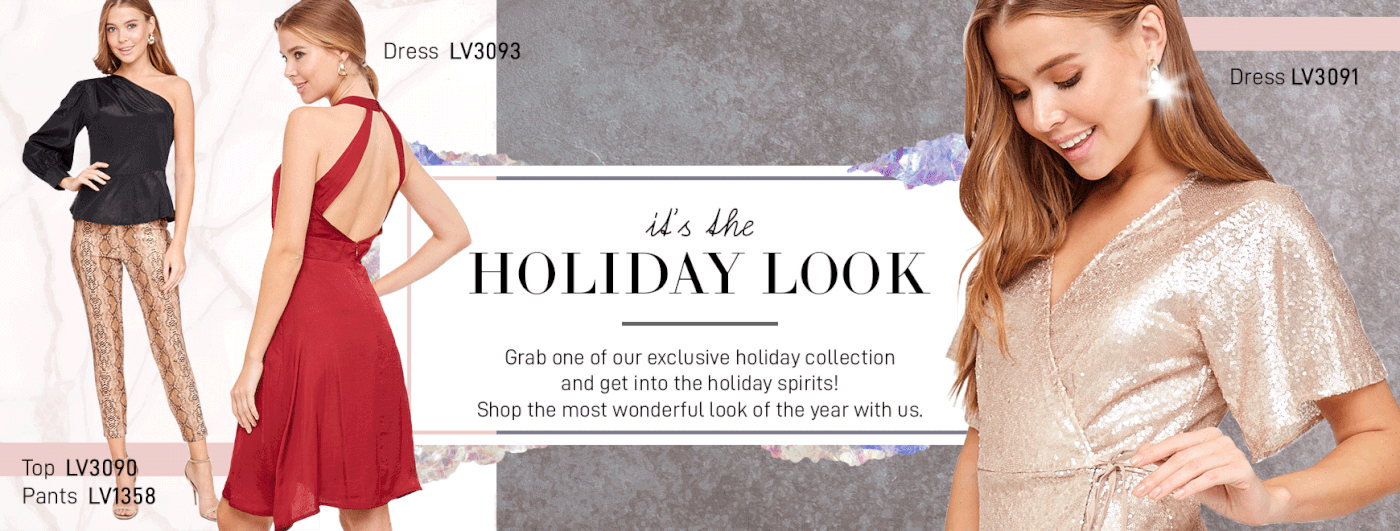 Dress LV3093
Dress LV3091
it's the
HOLIDAY LOOK
Grab one of our exclusive holiday collection
and get into the holiday spirits!
Shop the most wonderful look of the year with us.
Top LV3090
Pants LV1358